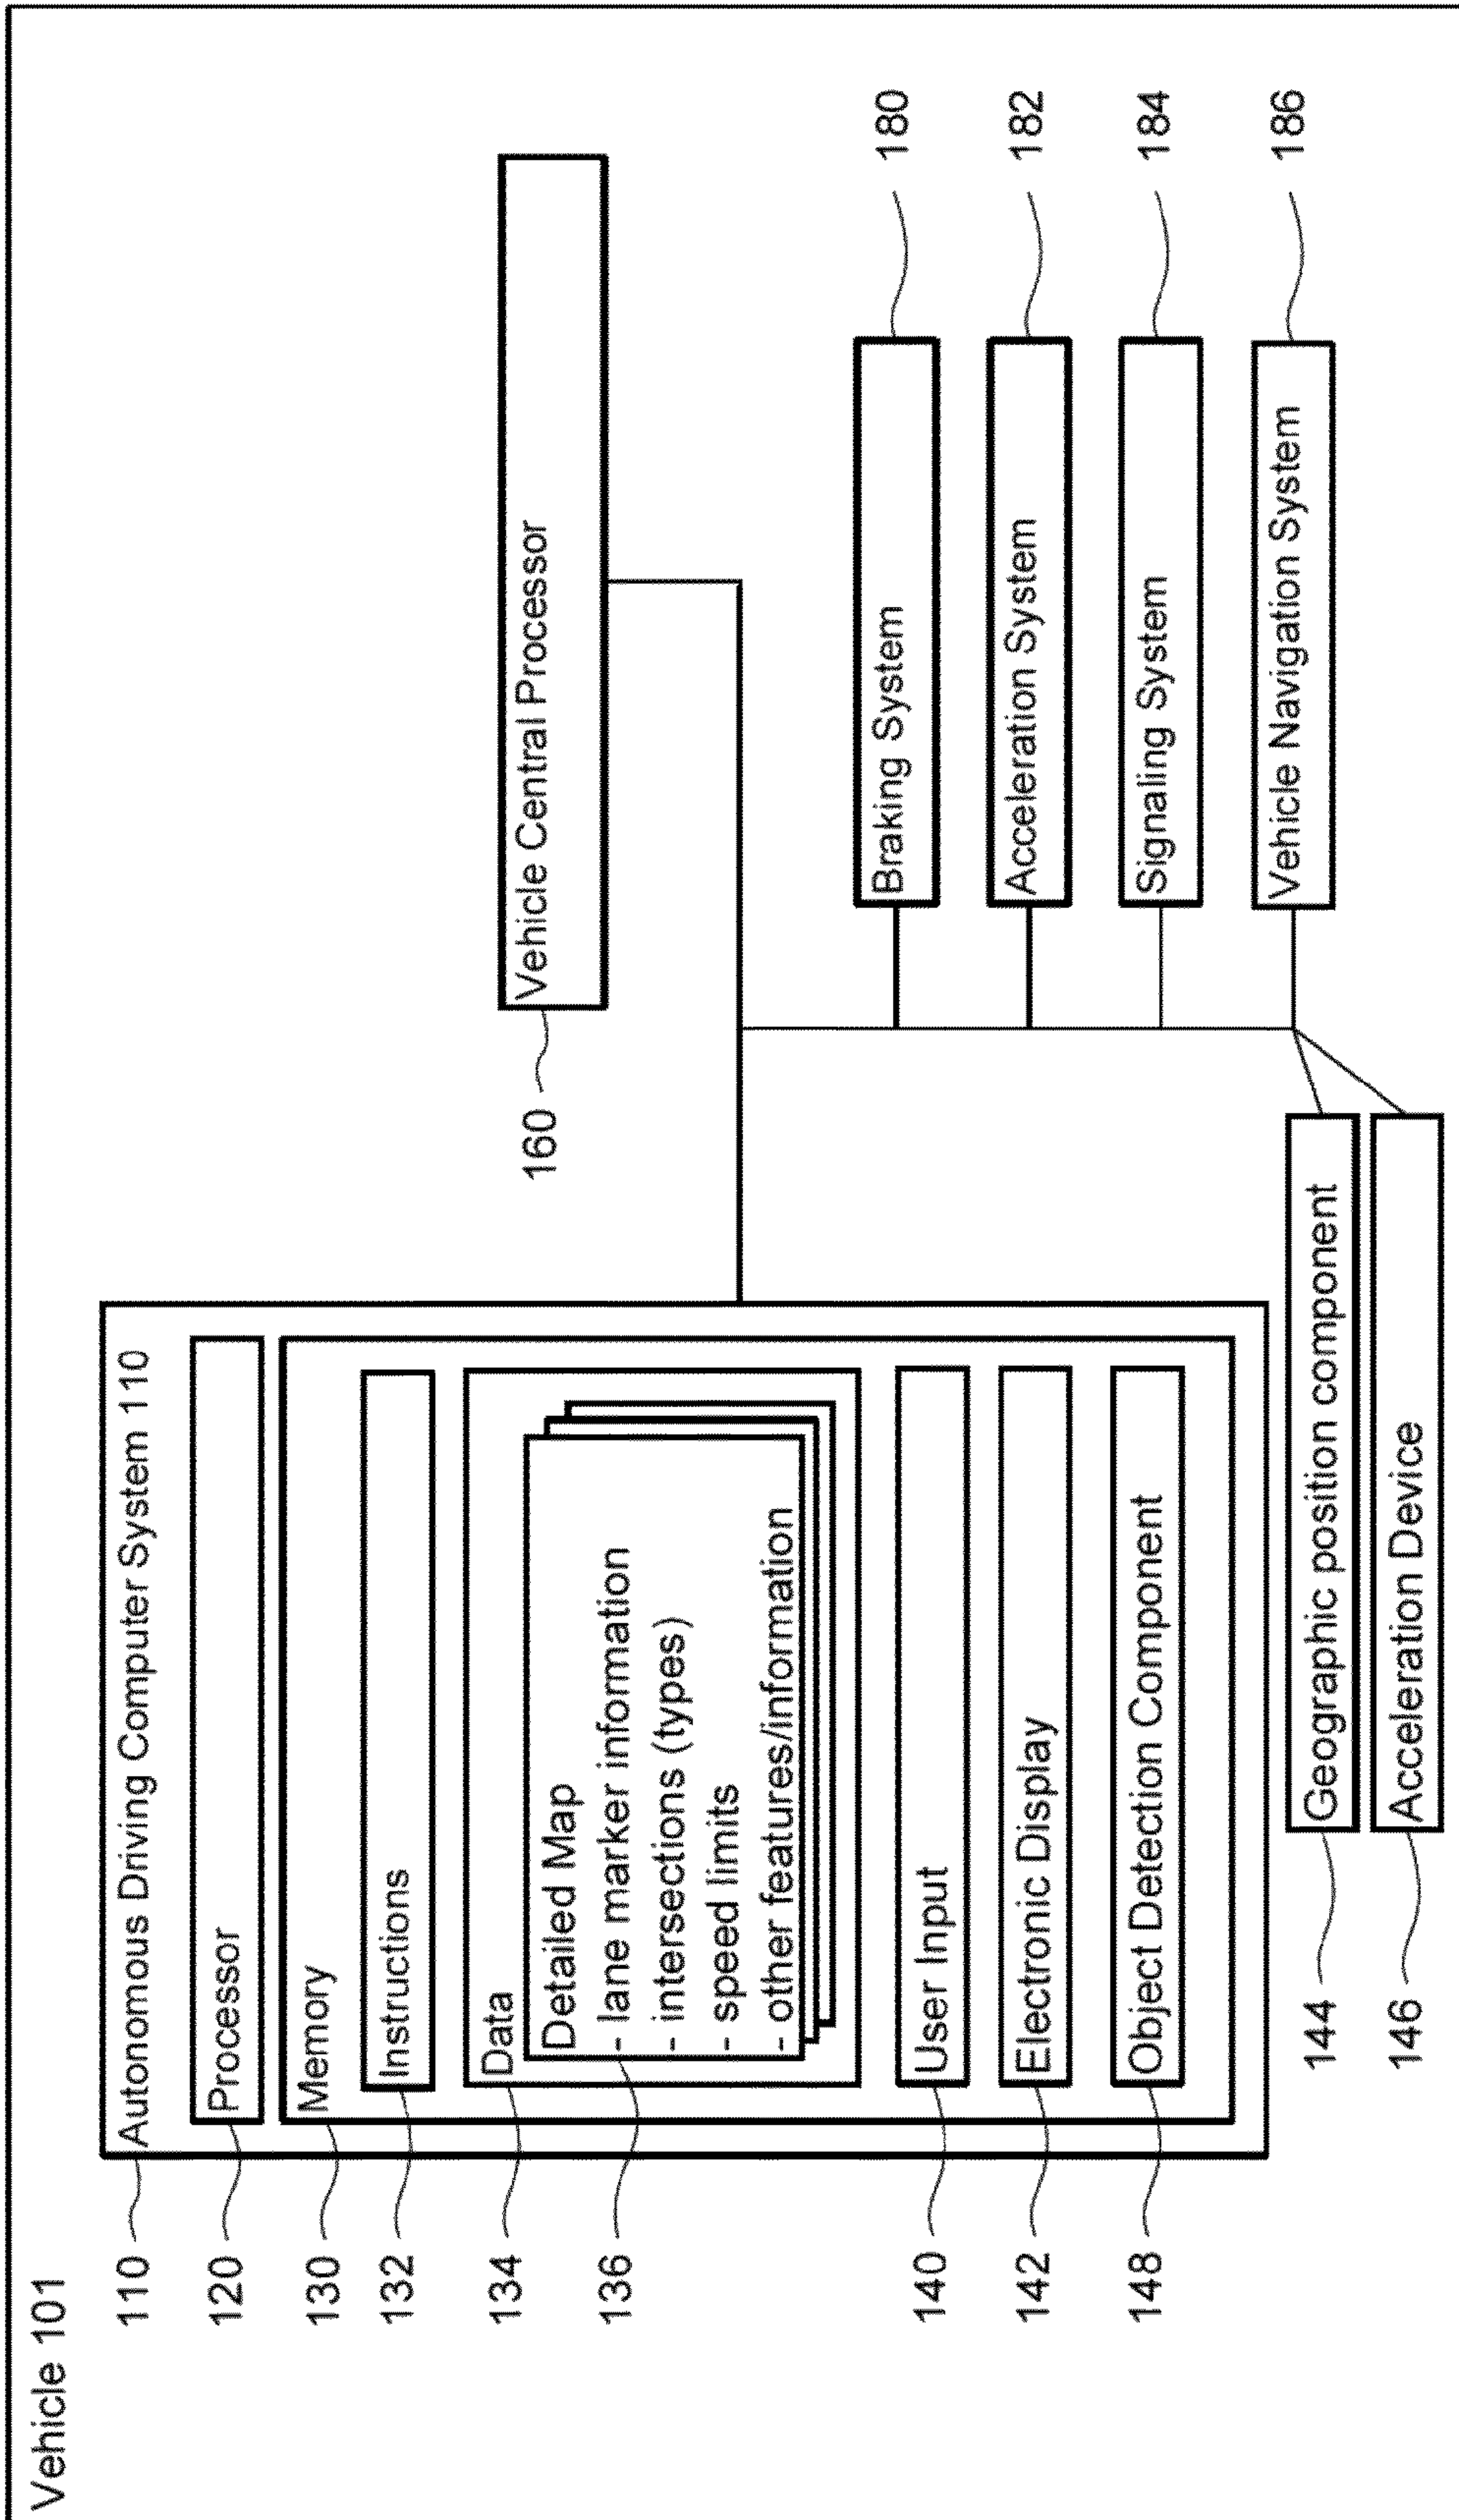 Vehicle 101
110
Autonomous Driving Computer System 110
120
Processor
130
Memory
132
Instructions
134
Data
136
Detailed Map
- lane marker information
- intersections (types)
- speed limits
- other features/information
140
User Input
142
Electronic Display
148
Object Detection Component
144
Geographic position component
146
Acceleration Device
160
Vehicle Central Processor
Braking System
180
Acceleration System
182
Signaling System
184
Vehicle Navigation System
186